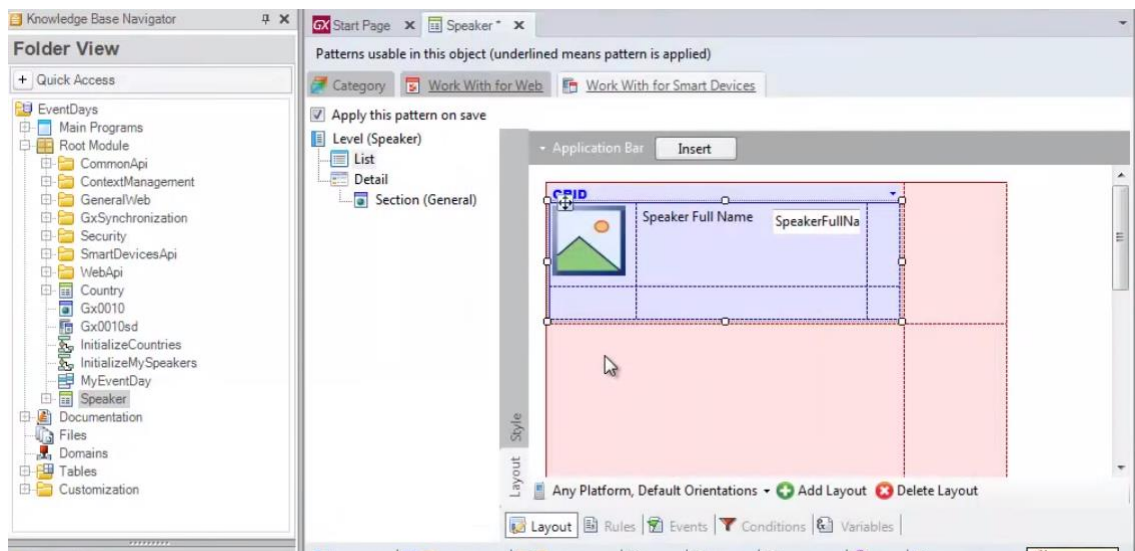 Knowledge Base Navigator
Folder View
+ Quick Access
EventDays
Main Programs
Root Module
CommonApi
ContextManagement
GeneralWeb
GxSynchronization
Security
SmartDevicesApi
WebApi
Country
Gx0010
Gx0010sd
InitializeCountries
InitializeMySpeakers
MyEventDay
Speaker
Documentation
Files
Domains
Tables
Customization
GX Start Page
Speaker *
Patterns usable in this object (underlined means pattern is applied)
Category
Work With for Web
Work With for Smart Devices
Apply this pattern on save
Level (Speaker)
List
Detail
Section (General)
Application Bar
Insert
GRID
Speaker Full Name
SpeakerFullNa
Style
Layout
Any Platform, Default Orientations
Add Layout
Delete Layout
Layout
Rules
Events
Conditions
Variables